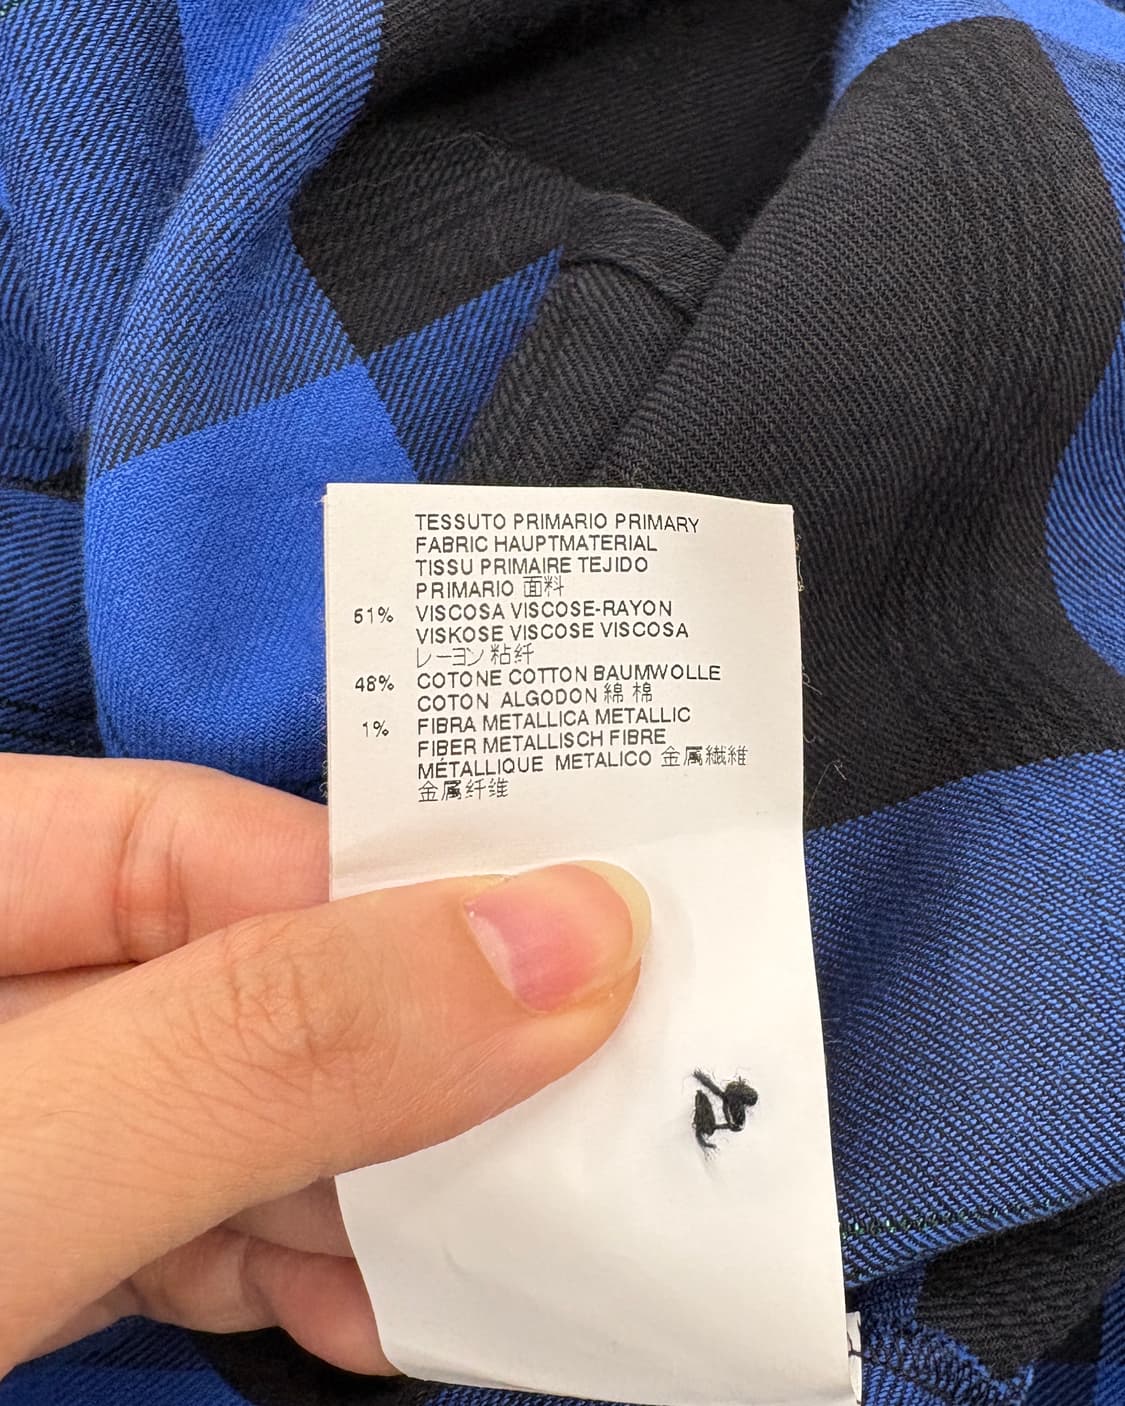 TESSUTO PRIMARIO PRIMARY
FABRIC HAUPTMATERIAL
TISSU PRIMAIRE TEJIDO
PRIMARIO 面料
51% VISCOSA VISCOSE-RAYON
VISKOSE VISCOSE VISCOSA
レーヨン 粘纤
48% COTONE COTTON BAUMWOLLE
COTON ALGODON 綿 棉
1% FIBRA METALLICA METALLIC
FIBER METALLISCH FIBRE
MÉTALLIQUE METALICO 金属繊維
金属纤维